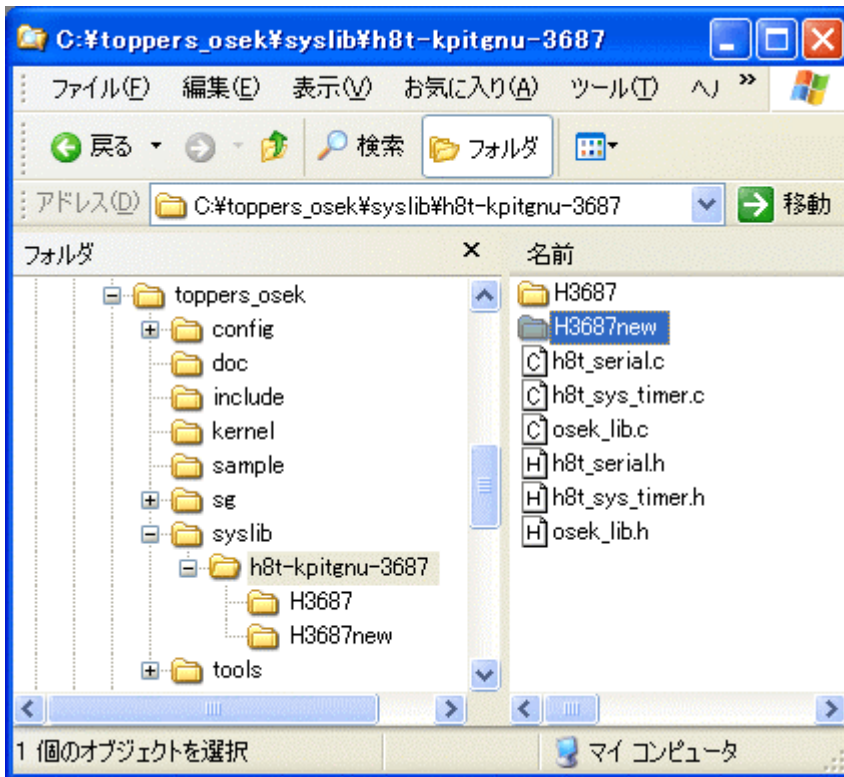 C:¥toppers_osek¥syslib¥h8t-kpitgnu-3687
ファイル(F) 編集(E) 表示(V) お気に入り(A) ツール(T) ヘル »
戻る 検索 フォルダ
アドレス(D) C:¥toppers_osek¥syslib¥h8t-kpitgnu-3687 移動
フォルダ × 名前
toppers_osek
config
doc
include
kernel
sample
sg
syslib
h8t-kpitgnu-3687
H3687
H3687new
tools
H3687
H3687new
h8t_serial.c
h8t_sys_timer.c
osek_lib.c
h8t_serial.h
h8t_sys_timer.h
osek_lib.h
1 個のオブジェクトを選択 マイ コンピュータ